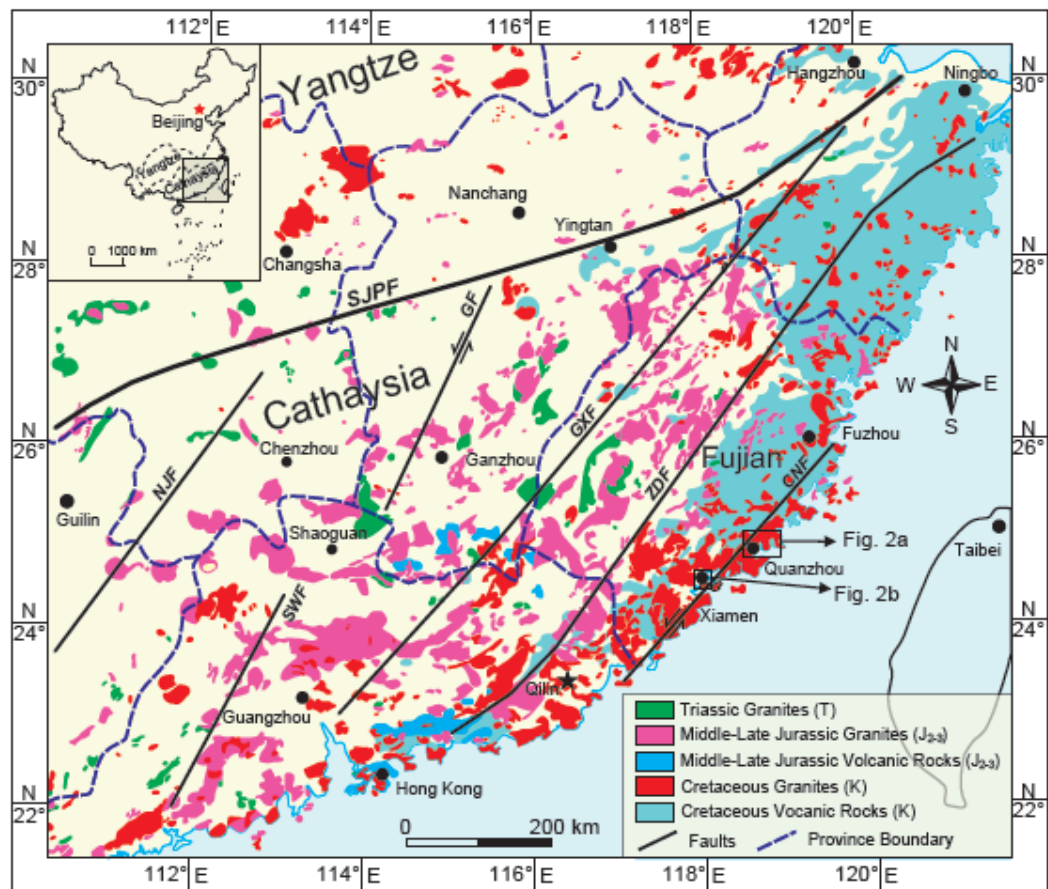 112°E 114°E 116°E 118°E 120°E
N
30°
N
28°
N
26°
N
24°
N
22°
N
30°
N
28°
N
26°
N
24°
N
22°
Beijing
Yangtze
Cathaysia
0 1000 km
Yangtze
Hangzhou
Ningbo
Nanchang
Yingtan
Changsha
SJPF
GF
Cathaysia
GXF
N
W E
S
Chenzhou
Ganzhou
Fuzhou
Fujian
NJF
ZDF
CNF
Guilin
Shaoguan
Fig. 2a
Taibei
Quanzhou
Fig. 2b
Xiamen
SWF
Qilin
Guangzhou
Hong Kong
0 200 km
Triassic Granites (T)
Middle-Late Jurassic Granites (J₂₋₃)
Middle-Late Jurassic Volcanic Rocks (J₂₋₃)
Cretaceous Granites (K)
Cretaceous Vocanic Rocks (K)
Faults Province Boundary
112°E 114°E 116°E 118°E 120°E